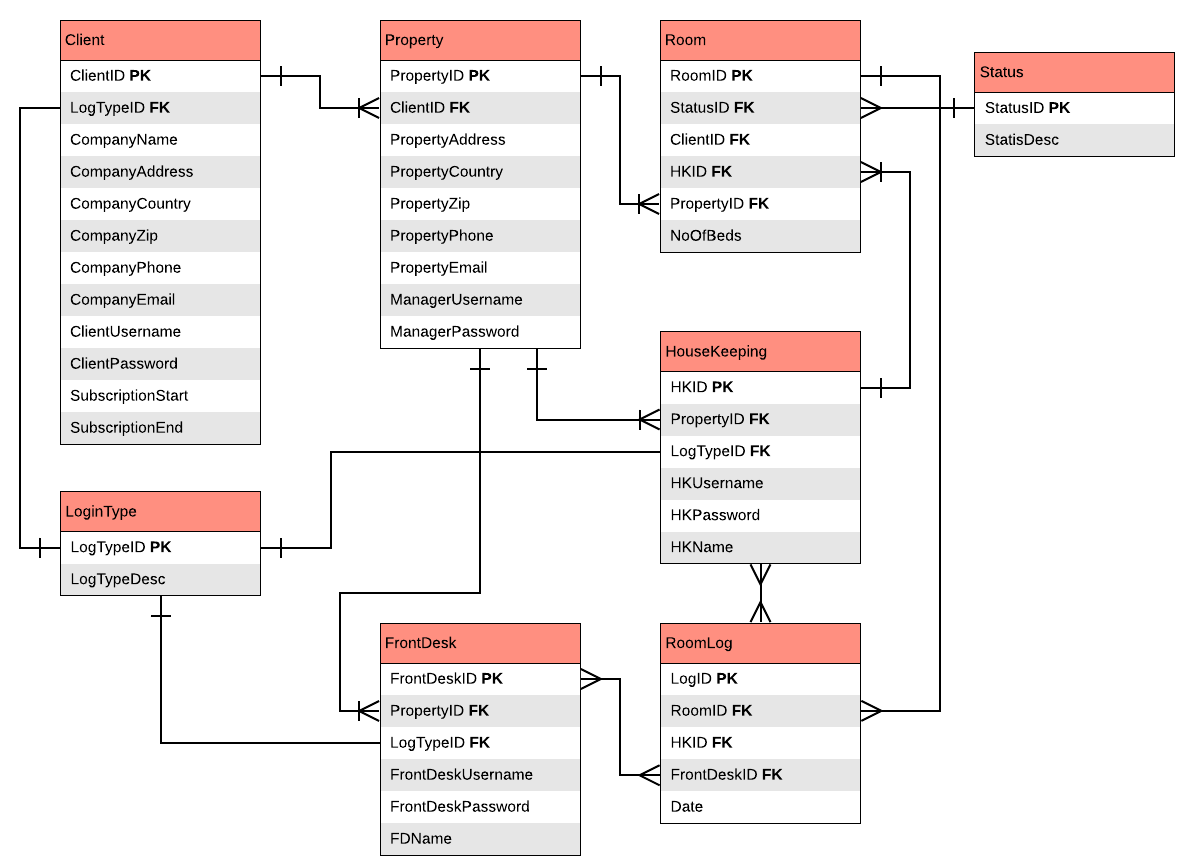 Client
ClientID PK
LogTypeID FK
CompanyName
CompanyAddress
CompanyCountry
CompanyZip
CompanyPhone
CompanyEmail
ClientUsername
ClientPassword
SubscriptionStart
SubscriptionEnd
Property
PropertyID PK
ClientID FK
PropertyAddress
PropertyCountry
PropertyZip
PropertyPhone
PropertyEmail
ManagerUsername
ManagerPassword
Room
RoomID PK
StatusID FK
ClientID FK
HKID FK
PropertyID FK
NoOfBeds
Status
StatusID PK
StatisDesc
HouseKeeping
HKID PK
PropertyID FK
LogTypeID FK
HKUsername
HKPassword
HKName
LoginType
LogTypeID PK
LogTypeDesc
FrontDesk
FrontDeskID PK
PropertyID FK
LogTypeID FK
FrontDeskUsername
FrontDeskPassword
FDName
RoomLog
LogID PK
RoomID FK
HKID FK
FrontDeskID FK
Date